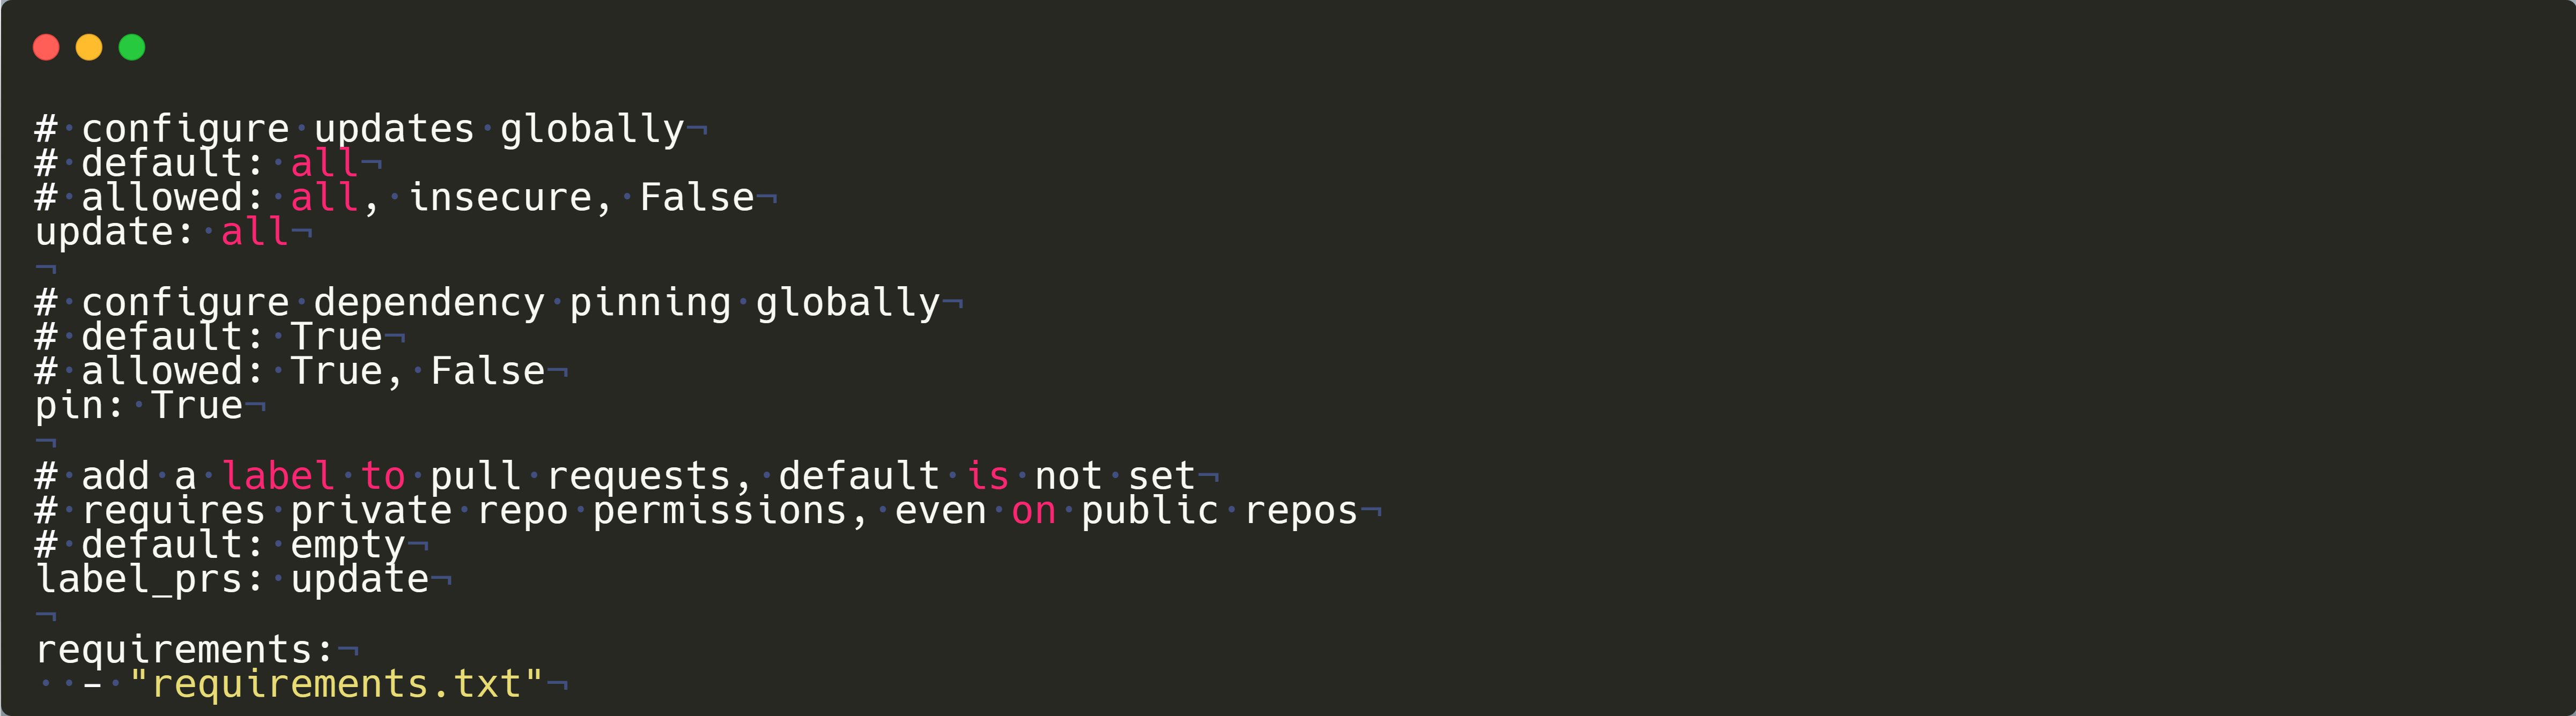 # configure updates globally
# default: all
# allowed: all, insecure, False
update: all

# configure dependency pinning globally
# default: True
# allowed: True, False
pin: True

# add a label to pull requests, default is not set
# requires private repo permissions, even on public repos
# default: empty
label_prs: update

requirements:
  - "requirements.txt"